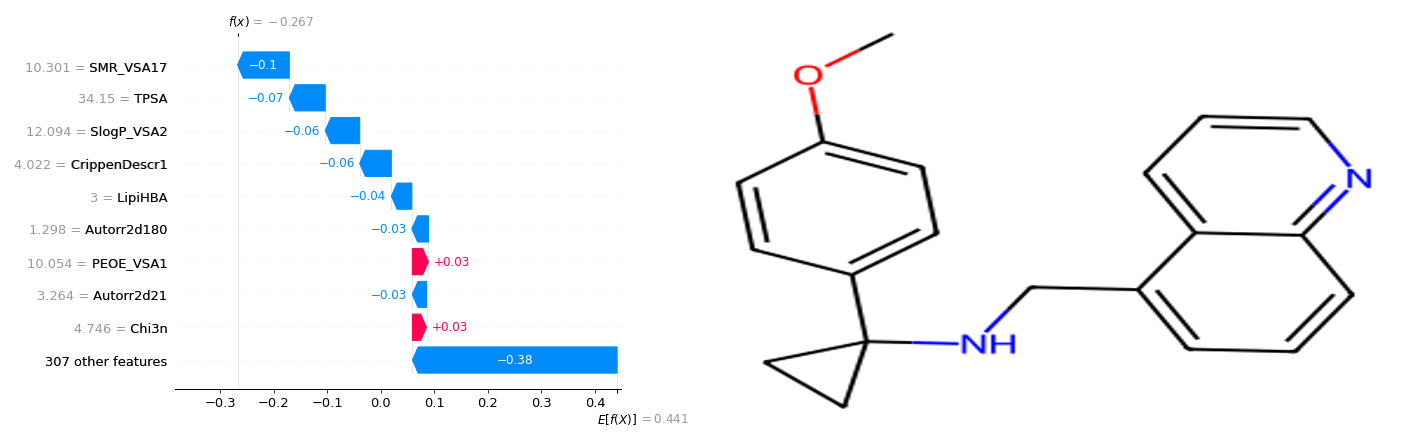 f(x) = −0.267
10.301 = SMR_VSA17
−0.1
34.15 = TPSA
−0.07
12.094 = SlogP_VSA2
−0.06
4.022 = CrippenDescr1
−0.06
3 = LipiHBA
−0.04
1.298 = Autorr2d180
−0.03
10.054 = PEOE_VSA1
+0.03
3.264 = Autorr2d21
−0.03
4.746 = Chi3n
+0.03
307 other features
−0.38
−0.3 −0.2 −0.1 0.0 0.1 0.2 0.3 0.4
E[f(X)] = 0.441
O
N
NH